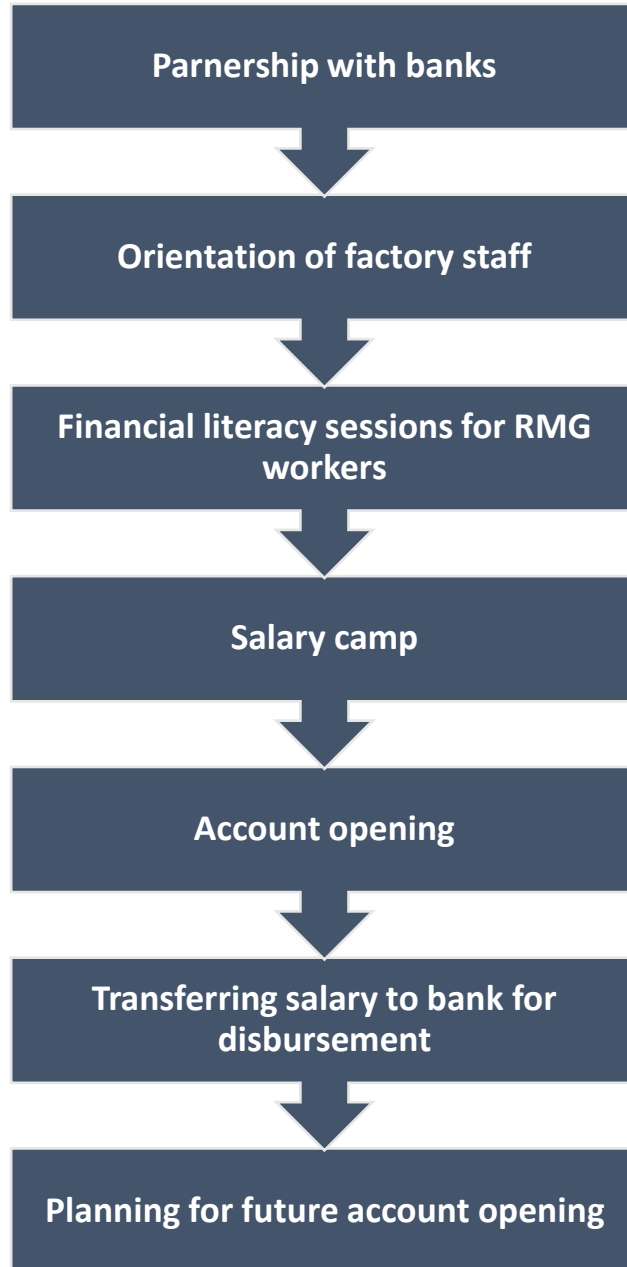 Parnership with banks
Orientation of factory staff
Financial literacy sessions for RMG
workers
Salary camp
Account opening
Transferring salary to bank for
disbursement
Planning for future account opening